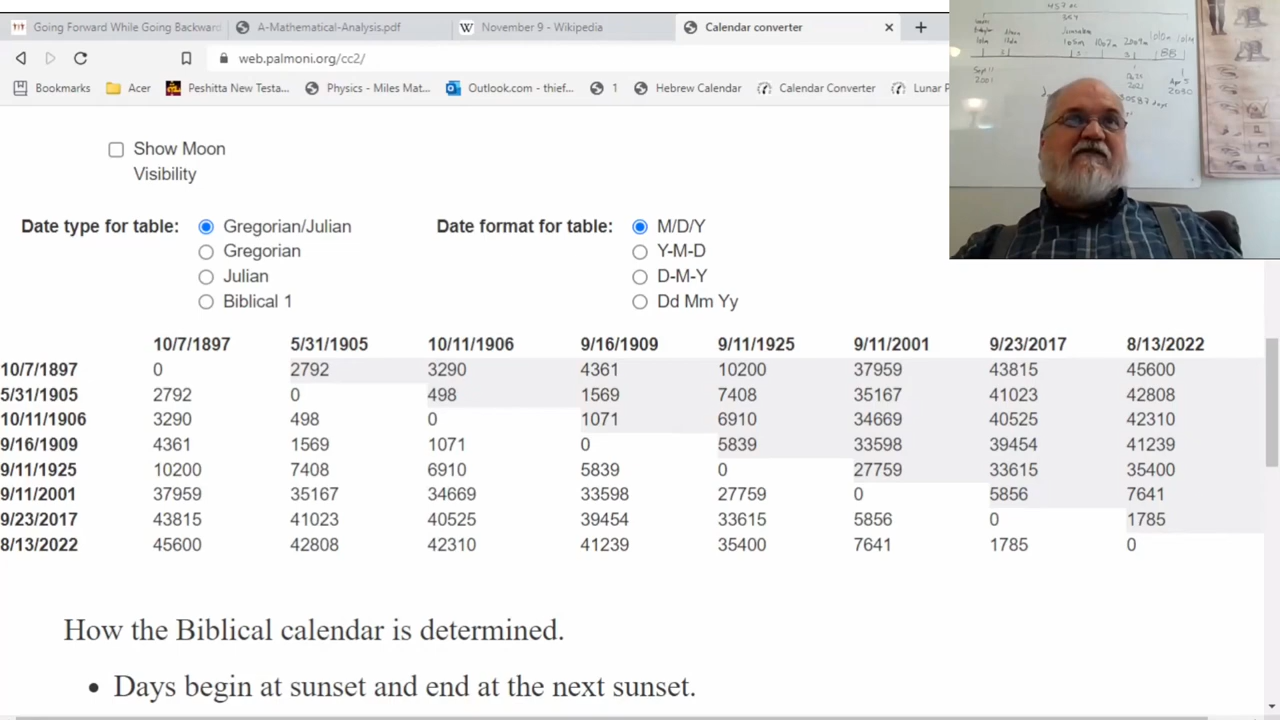 Going Forward While Going Backward
A-Mathematical-Analysis.pdf
November 9 - Wikipedia
Calendar converter
web.palmoni.org/cc2/
Bookmarks
Acer
Peshitta New Testa...
Physics - Miles Mat...
Outlook.com - thief...
1
Hebrew Calendar
Calendar Converter
Lunar P
Sept 11
2001
2021
Apr 5
2030
Show Moon
Visibility
Date type for table: Gregorian/Julian Date format for table: M/D/Y
Gregorian Y-M-D
Julian D-M-Y
Biblical 1 Dd Mm Yy
10/7/1897 5/31/1905 10/11/1906 9/16/1909 9/11/1925 9/11/2001 9/23/2017 8/13/2022
10/7/1897 0 2792 3290 4361 10200 37959 43815 45600
5/31/1905 2792 0 498 1569 7408 35167 41023 42808
10/11/1906 3290 498 0 1071 6910 34669 40525 42310
9/16/1909 4361 1569 1071 0 5839 33598 39454 41239
9/11/1925 10200 7408 6910 5839 0 27759 33615 35400
9/11/2001 37959 35167 34669 33598 27759 0 5856 7641
9/23/2017 43815 41023 40525 39454 33615 5856 0 1785
8/13/2022 45600 42808 42310 41239 35400 7641 1785 0
How the Biblical calendar is determined.
• Days begin at sunset and end at the next sunset.